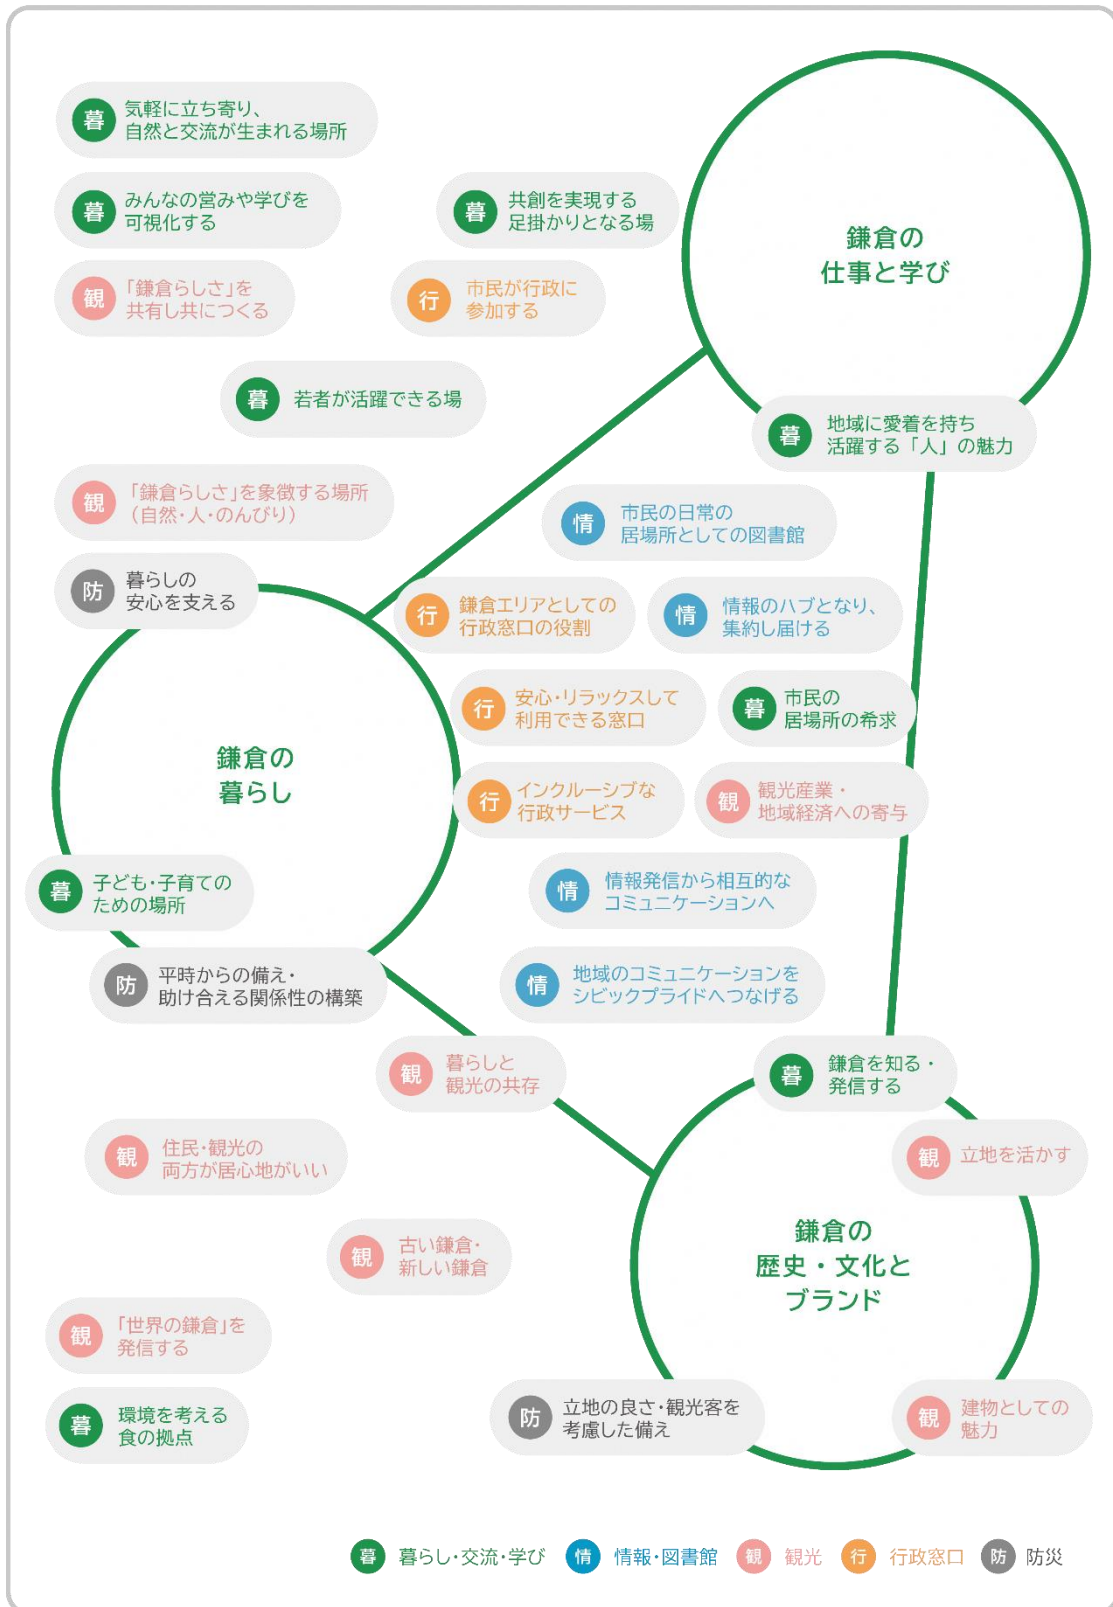 暮 気軽に立ち寄り、
自然と交流が生まれる場所
暮 みんなの営みや学びを
可視化する
暮 共創を実現する
足掛かりとなる場
鎌倉の
仕事と学び
観 「鎌倉らしさ」を
共有し共につくる
行 市民が行政に
参加する
暮 若者が活躍できる場
暮 地域に愛着を持ち
活躍する「人」の魅力
観 「鎌倉らしさ」を象徴する場所
（自然・人・のんびり）
情 市民の日常の
居場所としての図書館
防 暮らしの
安心を支える
行 鎌倉エリアとしての
行政窓口の役割
情 情報のハブとなり、
集約し届ける
行 安心・リラックスして
利用できる窓口
暮 市民の
居場所の希求
鎌倉の
暮らし
行 インクルーシブな
行政サービス
観 観光産業・
地域経済への寄与
暮 子ども・子育ての
ための場所
情 情報発信から相互的な
コミュニケーションへ
防 平時からの備え・
助け合える関係性の構築
情 地域のコミュニケーションを
シビックプライドへつなげる
観 暮らしと
観光の共存
暮 鎌倉を知る・
発信する
観 住民・観光の
両方が居心地がいい
観 立地を活かす
観 古い鎌倉・
新しい鎌倉
鎌倉の
歴史・文化と
ブランド
観 「世界の鎌倉」を
発信する
暮 環境を考える
食の拠点
防 立地の良さ・観光客を
考慮した備え
観 建物としての
魅力
暮 暮らし・交流・学び 情 情報・図書館 観 観光 行 行政窓口 防 防災